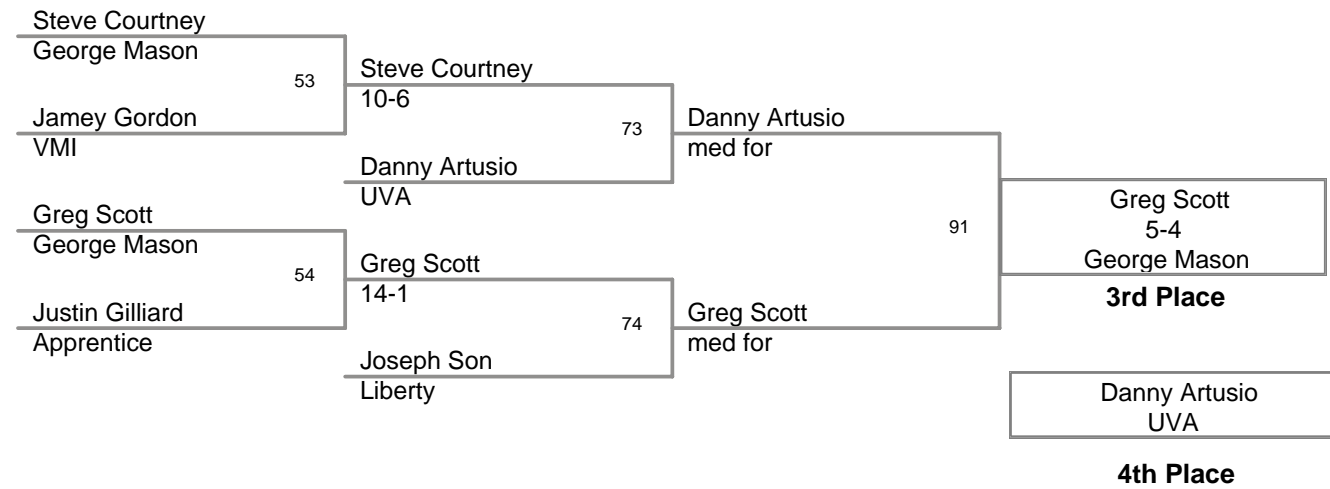 Steve Courtney
George Mason
53
Jamey Gordon
VMI
Steve Courtney
10-6
73
Danny Artusio
UVA
Danny Artusio
med for
Greg Scott
George Mason
54
Justin Gilliard
Apprentice
Greg Scott
14-1
74
Joseph Son
Liberty
Greg Scott
med for
91
Greg Scott
5-4
George Mason
3rd Place
Danny Artusio
UVA
4th Place